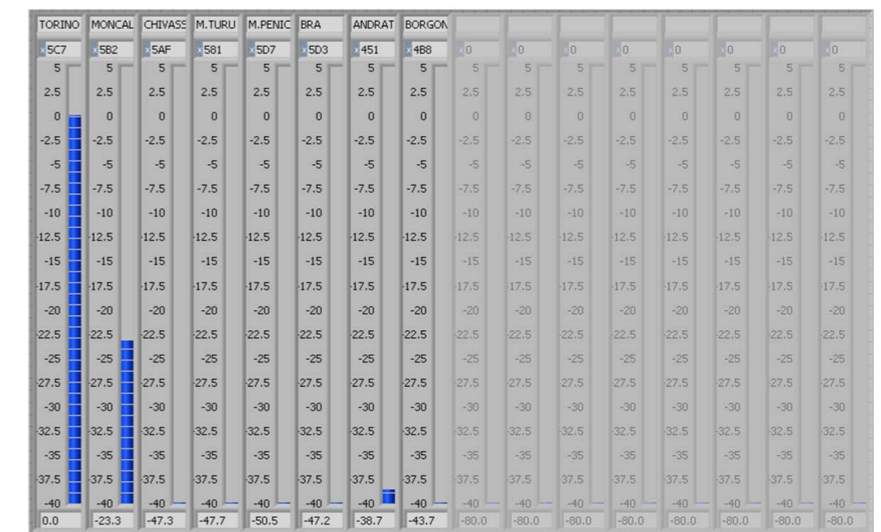 TORINO MONCAL CHIVASS M.TURU M.PENIC BRA ANDRAT BORGON
x 5C7 x 5B2 x 5AF x 581 x 5D7 x 5D3 x 451 x 4B8 x 0 x 0 x 0 x 0 x 0 x 0 x 0 x 0
5 5 5 5 5 5 5 5 5 5 5 5 5 5 5 5
2.5 2.5 2.5 2.5 2.5 2.5 2.5 2.5 2.5 2.5 2.5 2.5 2.5 2.5 2.5 2.5
0 0 0 0 0 0 0 0 0 0 0 0 0 0 0 0
-2.5 -2.5 -2.5 -2.5 -2.5 -2.5 -2.5 -2.5 -2.5 -2.5 -2.5 -2.5 -2.5 -2.5 -2.5 -2.5
-5 -5 -5 -5 -5 -5 -5 -5 -5 -5 -5 -5 -5 -5 -5 -5
-7.5 -7.5 -7.5 -7.5 -7.5 -7.5 -7.5 -7.5 -7.5 -7.5 -7.5 -7.5 -7.5 -7.5 -7.5 -7.5
-10 -10 -10 -10 -10 -10 -10 -10 -10 -10 -10 -10 -10 -10 -10 -10
-12.5 -12.5 -12.5 -12.5 -12.5 -12.5 -12.5 -12.5 -12.5 -12.5 -12.5 -12.5 -12.5 -12.5 -12.5 -12.5
-15 -15 -15 -15 -15 -15 -15 -15 -15 -15 -15 -15 -15 -15 -15 -15
-17.5 -17.5 -17.5 -17.5 -17.5 -17.5 -17.5 -17.5 -17.5 -17.5 -17.5 -17.5 -17.5 -17.5 -17.5 -17.5
-20 -20 -20 -20 -20 -20 -20 -20 -20 -20 -20 -20 -20 -20 -20 -20
-22.5 -22.5 -22.5 -22.5 -22.5 -22.5 -22.5 -22.5 -22.5 -22.5 -22.5 -22.5 -22.5 -22.5 -22.5 -22.5
-25 -25 -25 -25 -25 -25 -25 -25 -25 -25 -25 -25 -25 -25 -25 -25
-27.5 -27.5 -27.5 -27.5 -27.5 -27.5 -27.5 -27.5 -27.5 -27.5 -27.5 -27.5 -27.5 -27.5 -27.5 -27.5
-30 -30 -30 -30 -30 -30 -30 -30 -30 -30 -30 -30 -30 -30 -30 -30
-32.5 -32.5 -32.5 -32.5 -32.5 -32.5 -32.5 -32.5 -32.5 -32.5 -32.5 -32.5 -32.5 -32.5 -32.5 -32.5
-35 -35 -35 -35 -35 -35 -35 -35 -35 -35 -35 -35 -35 -35 -35 -35
-37.5 -37.5 -37.5 -37.5 -37.5 -37.5 -37.5 -37.5 -37.5 -37.5 -37.5 -37.5 -37.5 -37.5 -37.5 -37.5
-40 -40 -40 -40 -40 -40 -40 -40 -40 -40 -40 -40 -40 -40 -40 -40
0.0 -23.3 -47.3 -47.7 -50.5 -47.2 -38.7 -43.7 -80.0 -80.0 -80.0 -80.0 -80.0 -80.0 -80.0 -80.0